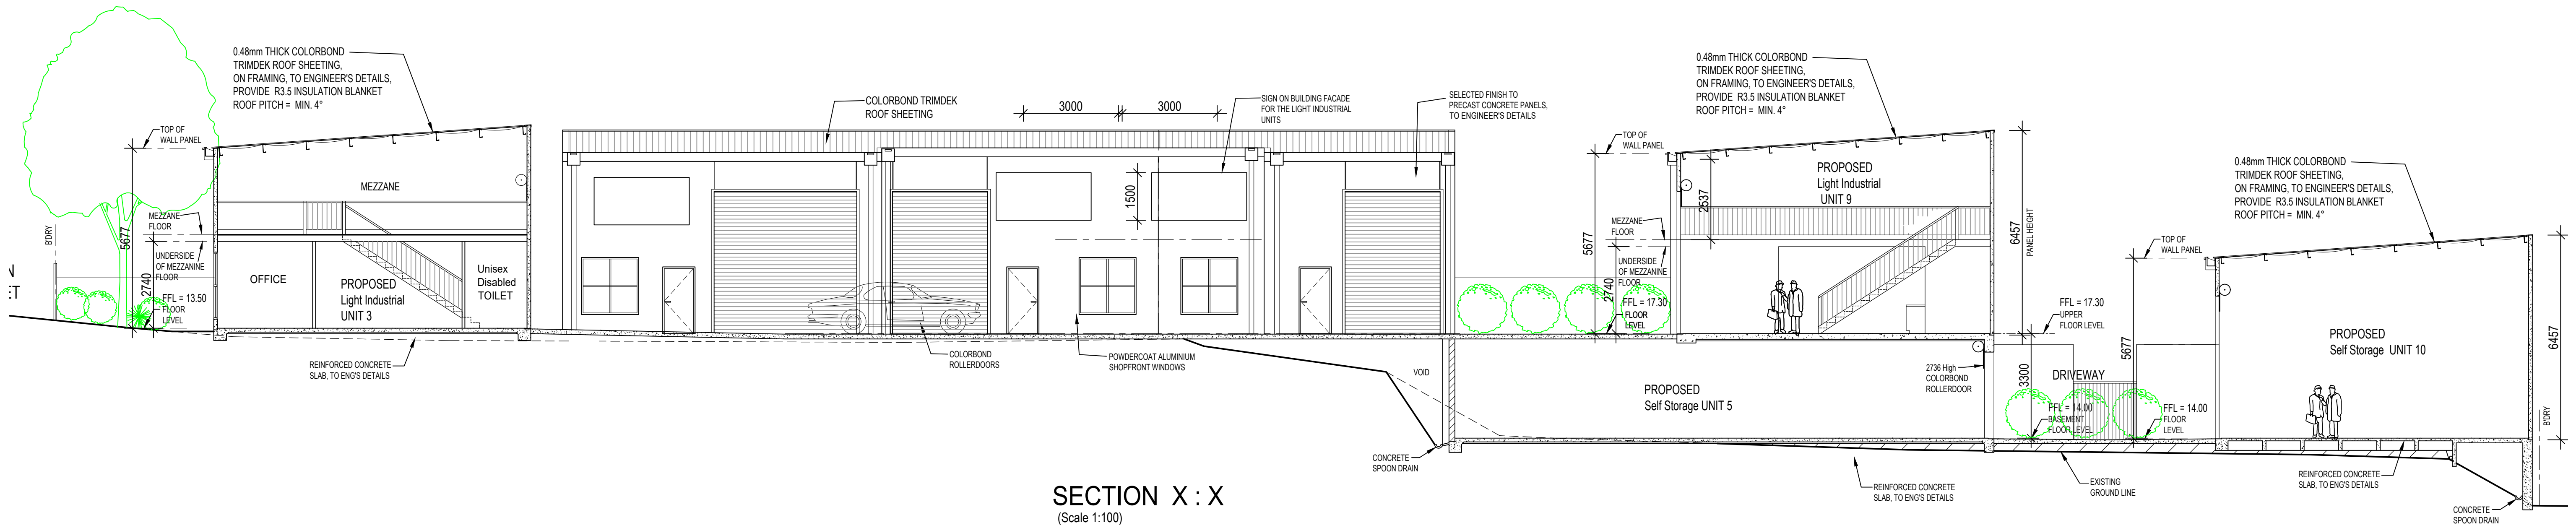 0.48mm THICK COLORBOND
TRIMDEK ROOF SHEETING,
ON FRAMING, TO ENGINEER'S DETAILS,
PROVIDE R3.5 INSULATION BLANKET
ROOF PITCH = MIN. 4°
TOP OF
WALL PANEL
MEZZANE
MEZZANE
FLOOR
B'DRY
5677
UNDERSIDE
OF MEZZANINE
FLOOR
2740
FFL = 13.50
FLOOR
LEVEL
OFFICE
PROPOSED
Light Industrial
UNIT 3
Unisex
Disabled
TOILET
REINFORCED CONCRETE
SLAB, TO ENG'S DETAILS
COLORBOND TRIMDEK
ROOF SHEETING
3000
3000
SIGN ON BUILDING FACADE
FOR THE LIGHT INDUSTRIAL
UNITS
SELECTED FINISH TO
PRECAST CONCRETE PANELS,
TO ENGINEER'S DETAILS
1500
COLORBOND
ROLLERDOORS
POWDERCOAT ALUMINIUM
SHOPFRONT WINDOWS
0.48mm THICK COLORBOND
TRIMDEK ROOF SHEETING,
ON FRAMING, TO ENGINEER'S DETAILS,
PROVIDE R3.5 INSULATION BLANKET
ROOF PITCH = MIN. 4°
TOP OF
WALL PANEL
5677
MEZZANE
FLOOR
UNDERSIDE
OF MEZZANINE
FLOOR
2740
FFL = 17.30
FLOOR
LEVEL
2537
PROPOSED
Light Industrial
UNIT 9
6457
PANEL HEIGHT
VOID
PROPOSED
Self Storage UNIT 5
2736 High
COLORBOND
ROLLERDOOR
3300
FFL = 17.30
UPPER
FLOOR LEVEL
DRIVEWAY
FFL = 14.00
BASEMENT
FLOOR LEVEL
FFL = 14.00
FLOOR
LEVEL
0.48mm THICK COLORBOND
TRIMDEK ROOF SHEETING,
ON FRAMING, TO ENGINEER'S DETAILS,
PROVIDE R3.5 INSULATION BLANKET
ROOF PITCH = MIN. 4°
TOP OF
WALL PANEL
5677
PROPOSED
Self Storage UNIT 10
6457
B'DRY
CONCRETE
SPOON DRAIN
REINFORCED CONCRETE
SLAB, TO ENG'S DETAILS
EXISTING
GROUND LINE
REINFORCED CONCRETE
SLAB, TO ENG'S DETAILS
CONCRETE
SPOON DRAIN
SECTION X : X
(Scale 1:100)